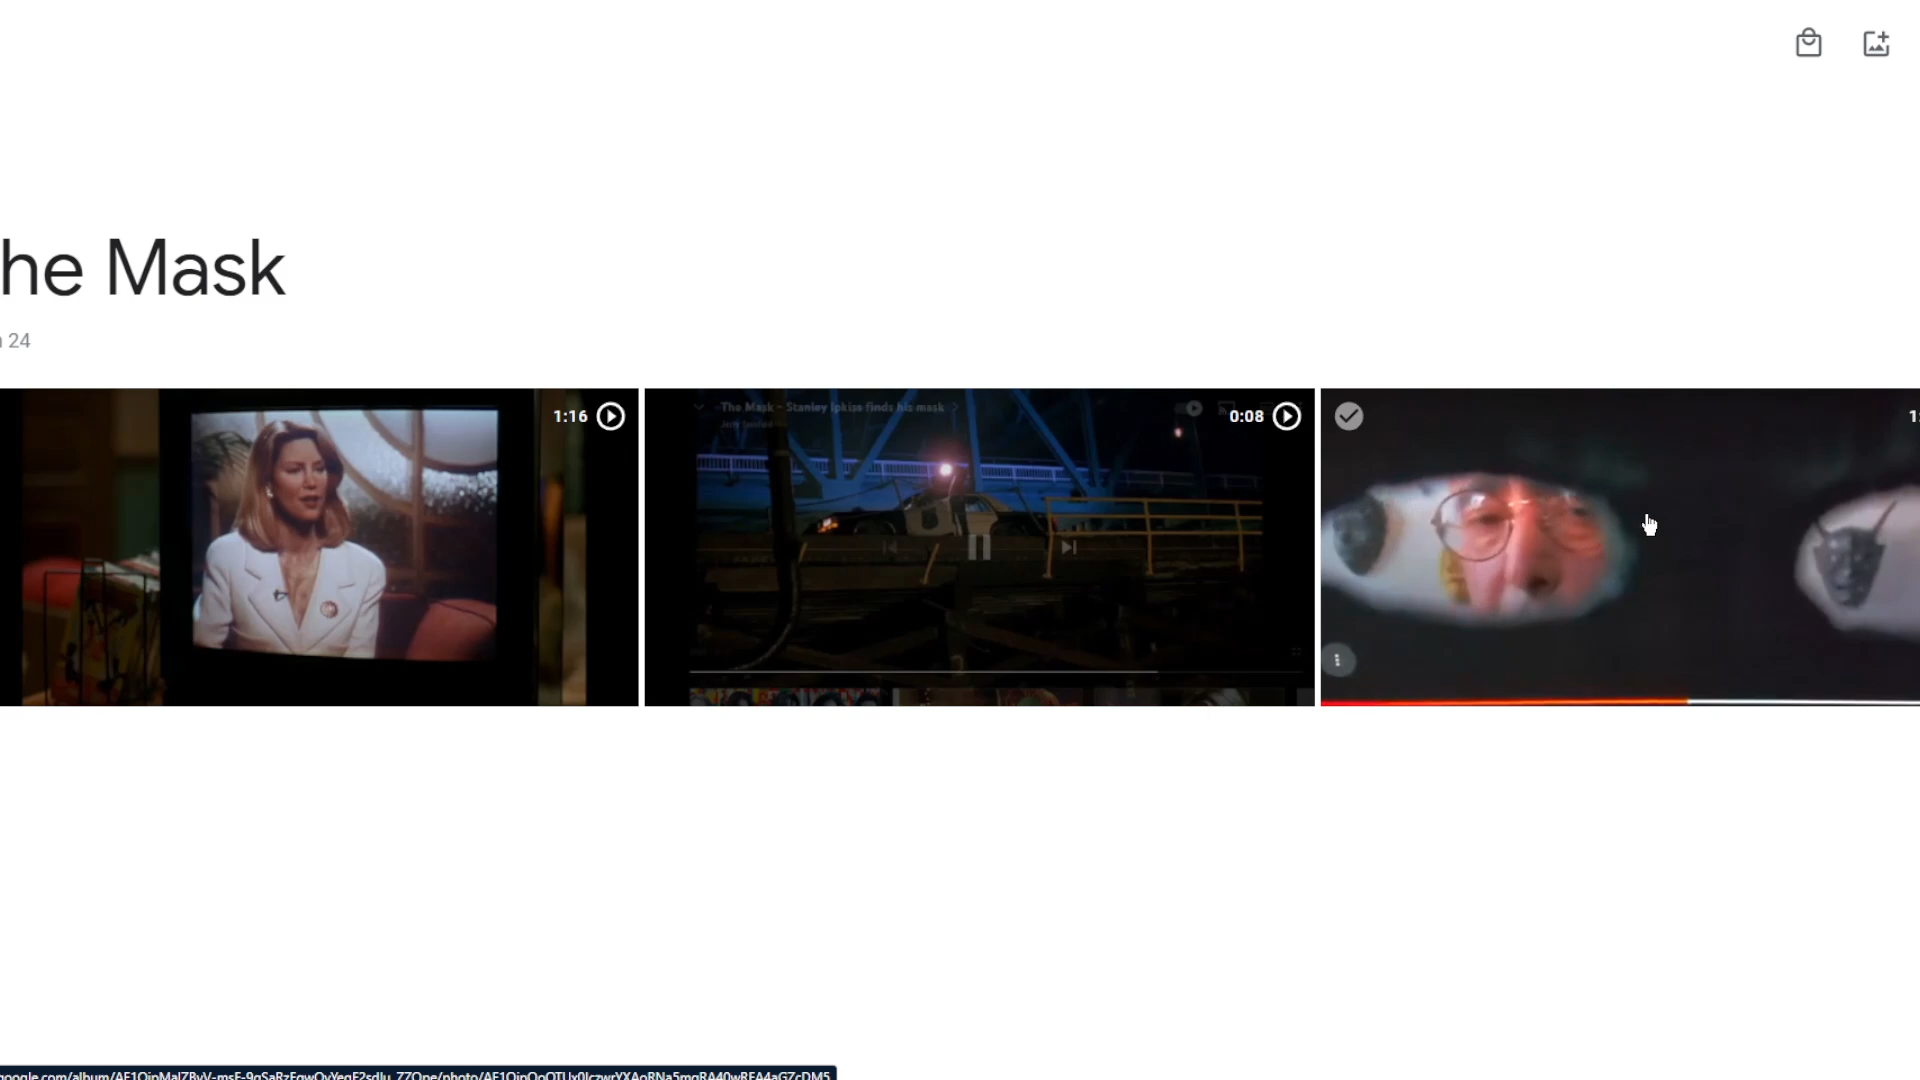 he Mask
24
1:16
The Mask - Stanley Ipkiss finds his mask
0:08